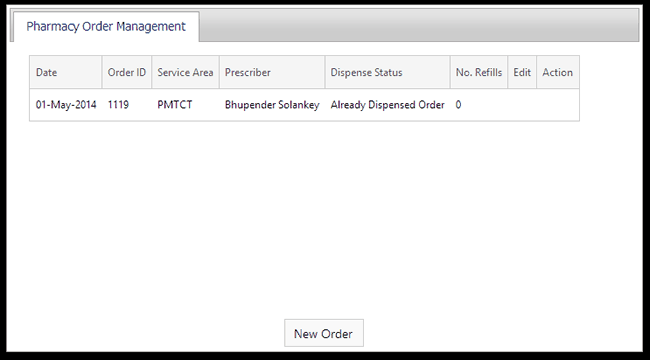 Pharmacy Order Management
Date Order ID Service Area Prescriber Dispense Status No. Refills Edit Action
01-May-2014 1119 PMTCT Bhupender Solankey Already Dispensed Order 0
New Order